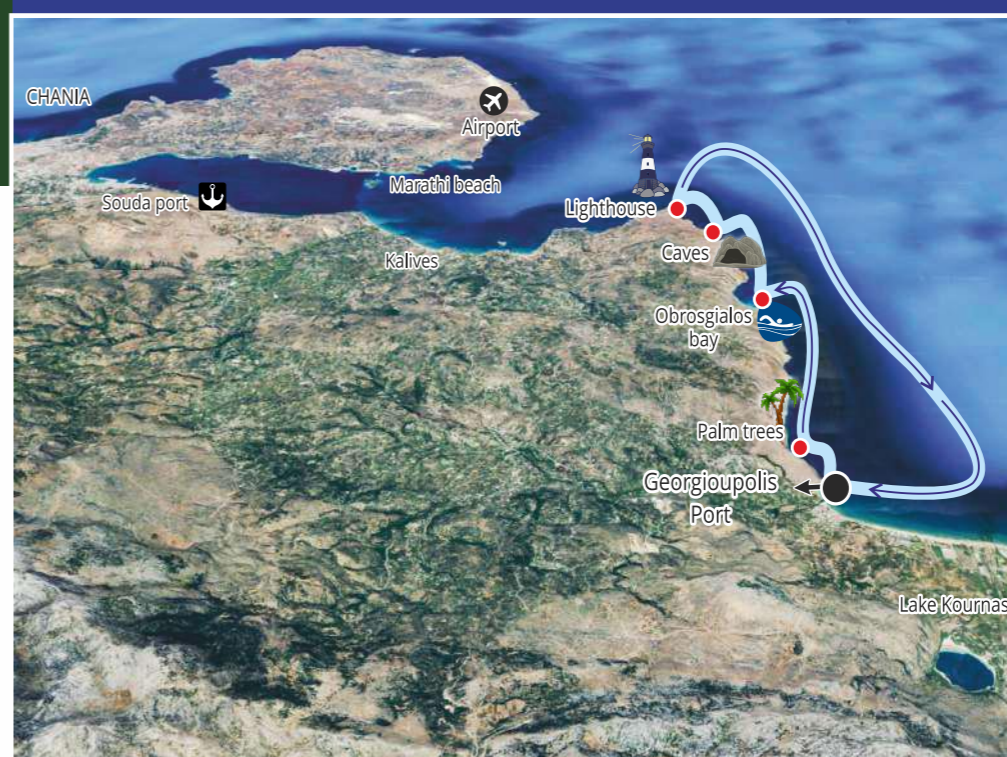 CHANIA
Airport
Marathi beach
Souda port
Lighthouse
Kalives
Caves
Obrosgialos
bay
Palm trees
Georgioupolis
Port
Lake Kournas